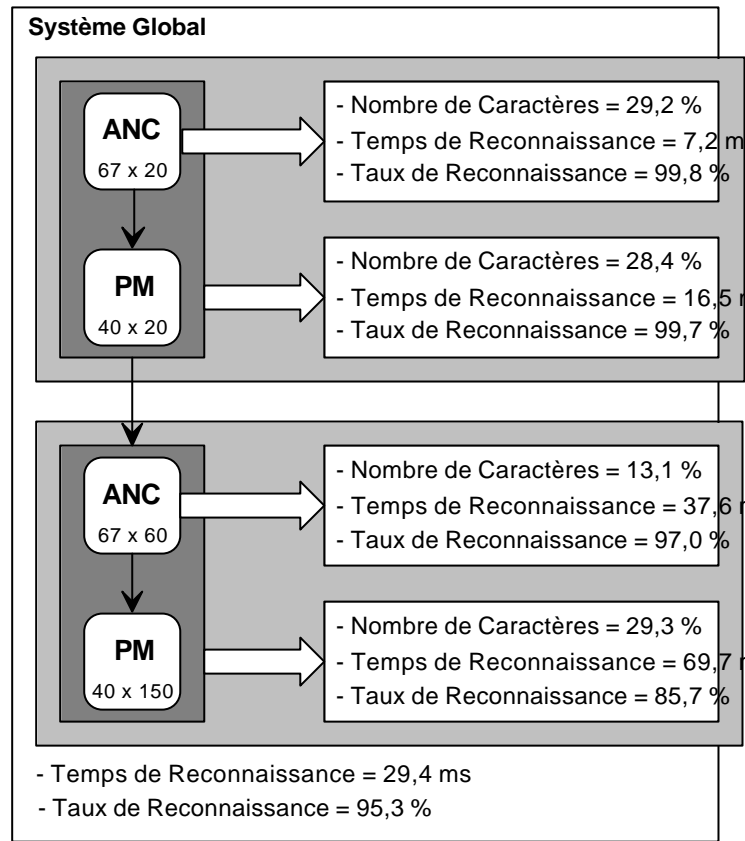 Système Global
ANC
67 x 20
- Nombre de Caractères = 29,2 %
- Temps de Reconnaissance = 7,2 m
- Taux de Reconnaissance = 99,8 %
PM
40 x 20
- Nombre de Caractères = 28,4 %
- Temps de Reconnaissance = 16,5
- Taux de Reconnaissance = 99,7 %
ANC
67 x 60
- Nombre de Caractères = 13,1 %
- Temps de Reconnaissance = 37,6
- Taux de Reconnaissance = 97,0 %
PM
40 x 150
- Nombre de Caractères = 29,3 %
- Temps de Reconnaissance = 69,7
- Taux de Reconnaissance = 85,7 %
- Temps de Reconnaissance = 29,4 ms
- Taux de Reconnaissance = 95,3 %